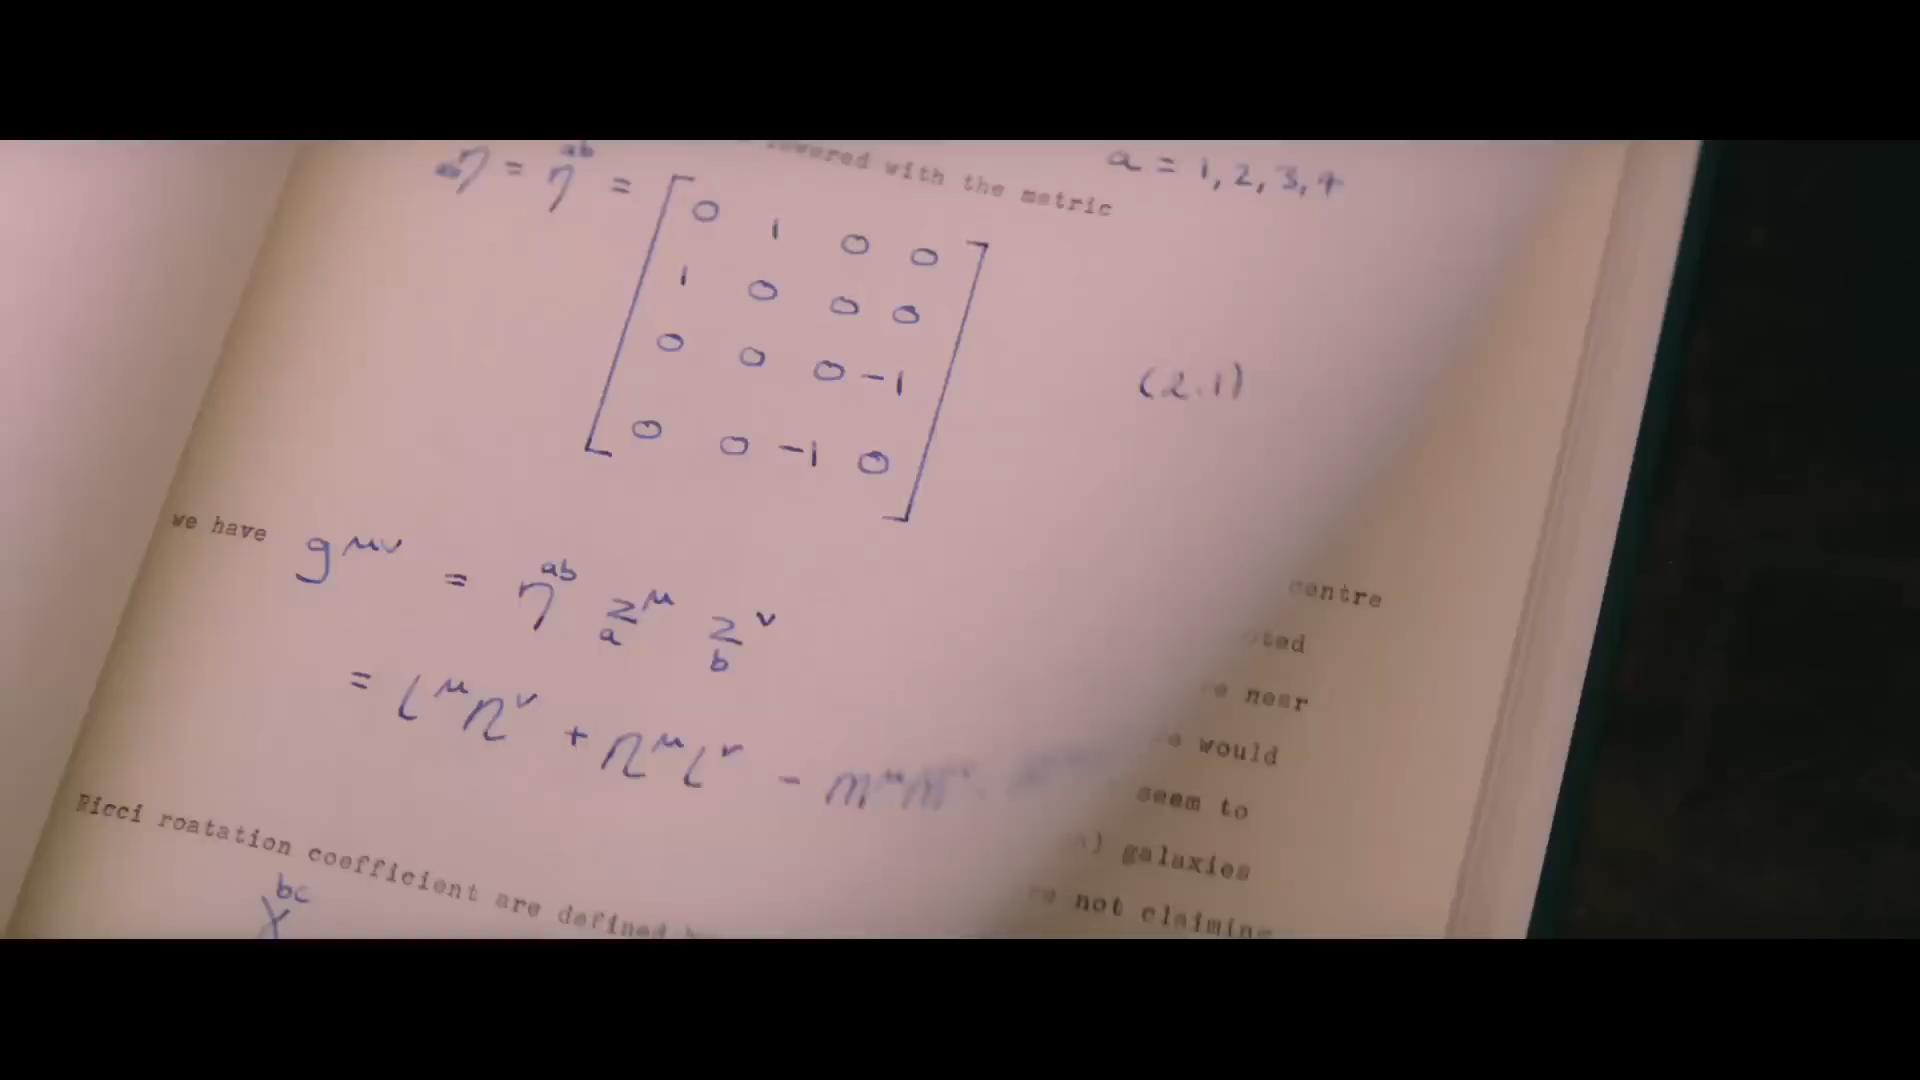 lowered with the metric
a = 1, 2, 3, 4
η = η^{ab} =
0 1 0 0
1 0 0 0
0 0 0 -1
0 0 -1 0
(2.1)
we have g^{μν} = η^{ab} z_a^μ z_b^ν
= l^μ n^ν + n^μ l^ν - m^μ
Ricci roatation coefficient are defined
γ^{bc}
centre
near
would
seem to
galaxies
not claiming